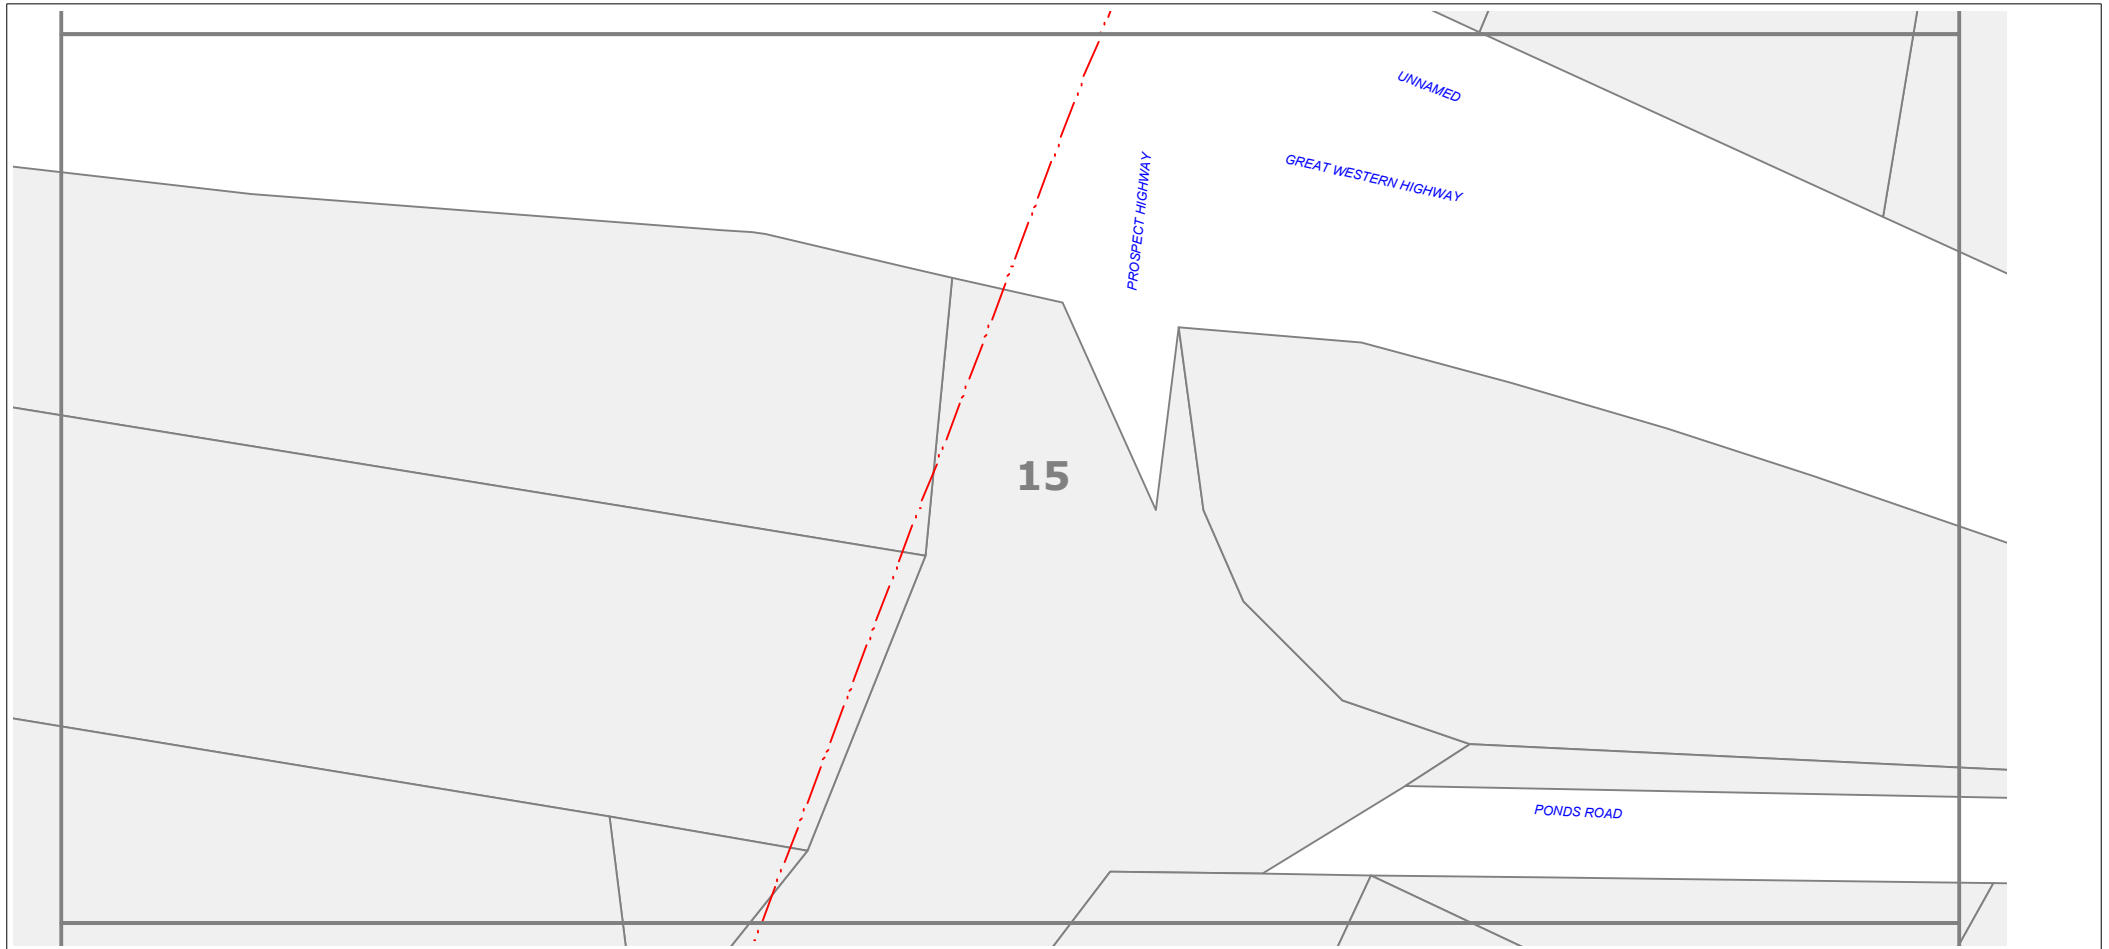 UNNAMED
GREAT WESTERN HIGHWAY
PROSPECT HIGHWAY
15
PONDS ROAD